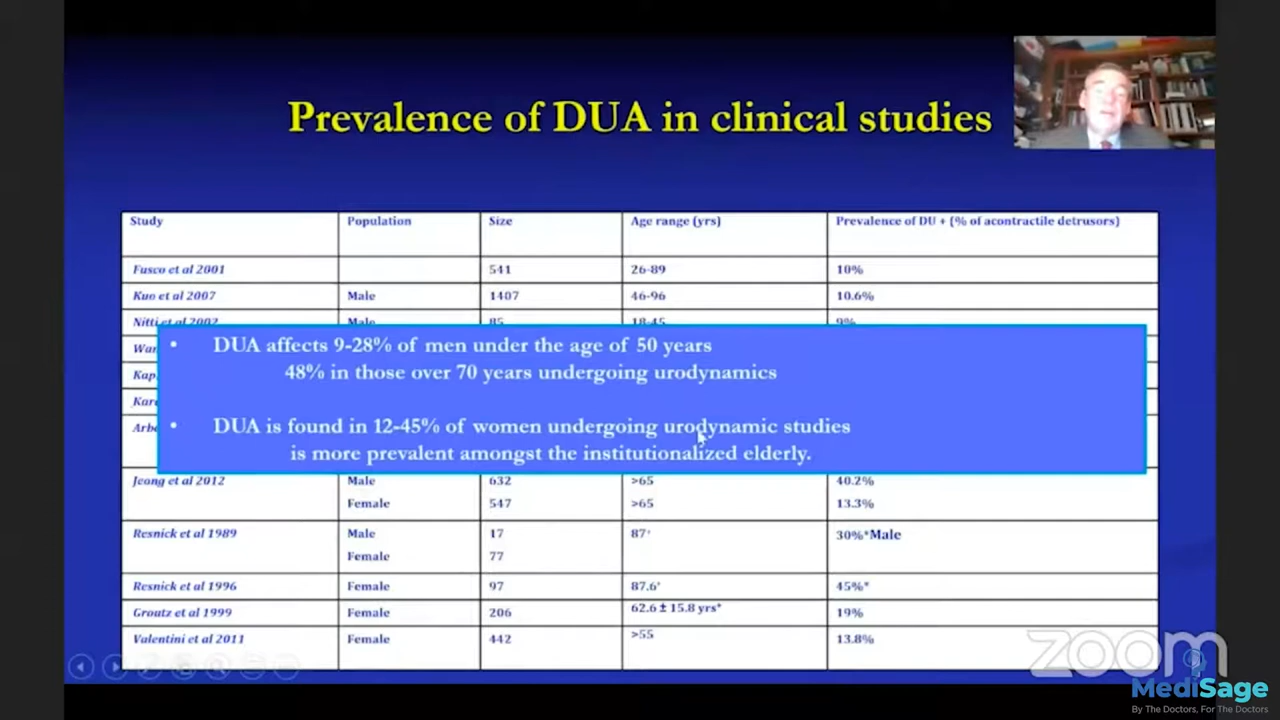 Prevalence of DUA in clinical studies
Study Population Size Age range (yrs) Prevalence of DU + (% of acontractile detrusors)
Fusco et al 2001 541 26-89 10%
Kuo et al 2007 Male 1407 46-96 10.6%
Nitti et al 2002 Male 85 18-45 9%
• DUA affects 9-28% of men under the age of 50 years
48% in those over 70 years undergoing urodynamics
• DUA is found in 12-45% of women undergoing urodynamic studies
is more prevalent amongst the institutionalized elderly.
Jeong et al 2012 Male 632 >65 40.2%
Female 547 >65 13.3%
Resnick et al 1989 Male 17 87+ 30%*Male
Female 77
Resnick et al 1996 Female 97 87.6+ 45%*
Groutz et al 1999 Female 206 62.6 ± 15.8 yrs* 19%
Valentini et al 2011 Female 442 >55 13.8%
zoom
MediSage
By The Doctors, For The Doctors